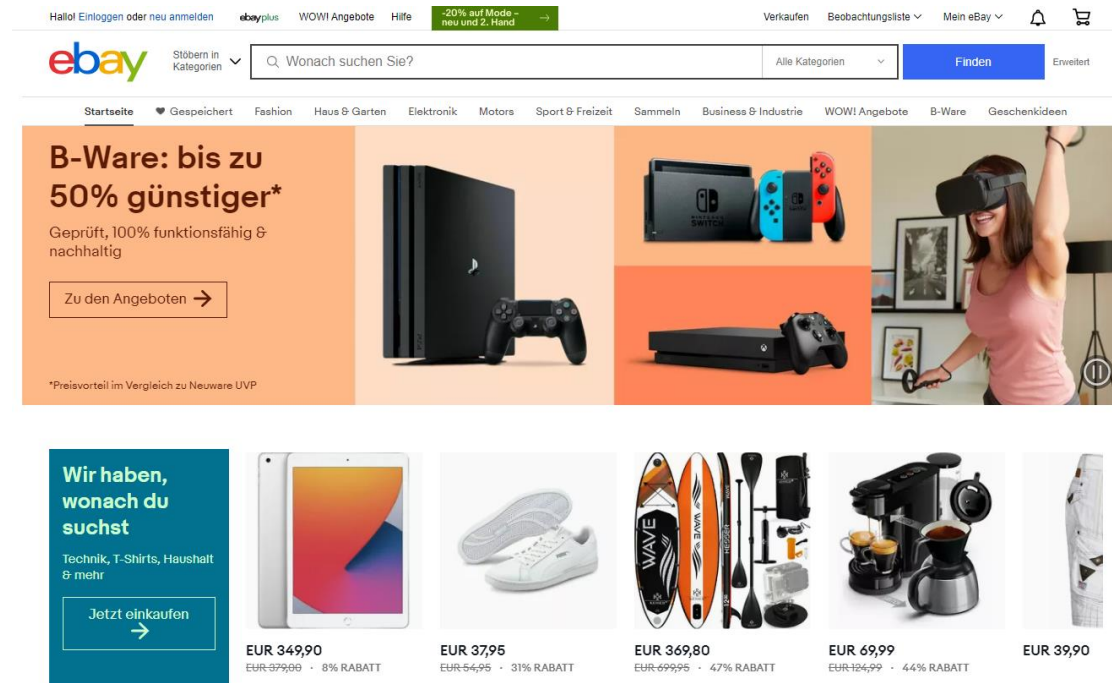 Hallo! Einloggen oder neu anmelden
ebayplus
WOW! Angebote
Hilfe
-20% auf Mode –
neu und 2. Hand
Verkaufen
Beobachtungsliste
Mein eBay
ebay
Stöbern in
Kategorien
Wonach suchen Sie?
Alle Kategorien
Finden
Erweitert
Startseite
Gespeichert
Fashion
Haus & Garten
Elektronik
Motors
Sport & Freizeit
Sammeln
Business & Industrie
WOW! Angebote
B-Ware
Geschenkideen
B-Ware: bis zu
50% günstiger*
Geprüft, 100% funktionsfähig &
nachhaltig
Zu den Angeboten
*Preisvorteil im Vergleich zu Neuware UVP
NINTENDO
SWITCH
Wir haben,
wonach du
suchst
Technik, T-Shirts, Haushalt
& mehr
Jetzt einkaufen
WAVE
WAVE
EUR 349,90
EUR 379,00 · 8% RABATT
EUR 37,95
EUR 54,95 · 31% RABATT
EUR 369,80
EUR 699,95 · 47% RABATT
EUR 69,99
EUR 124,99 · 44% RABATT
EUR 39,90